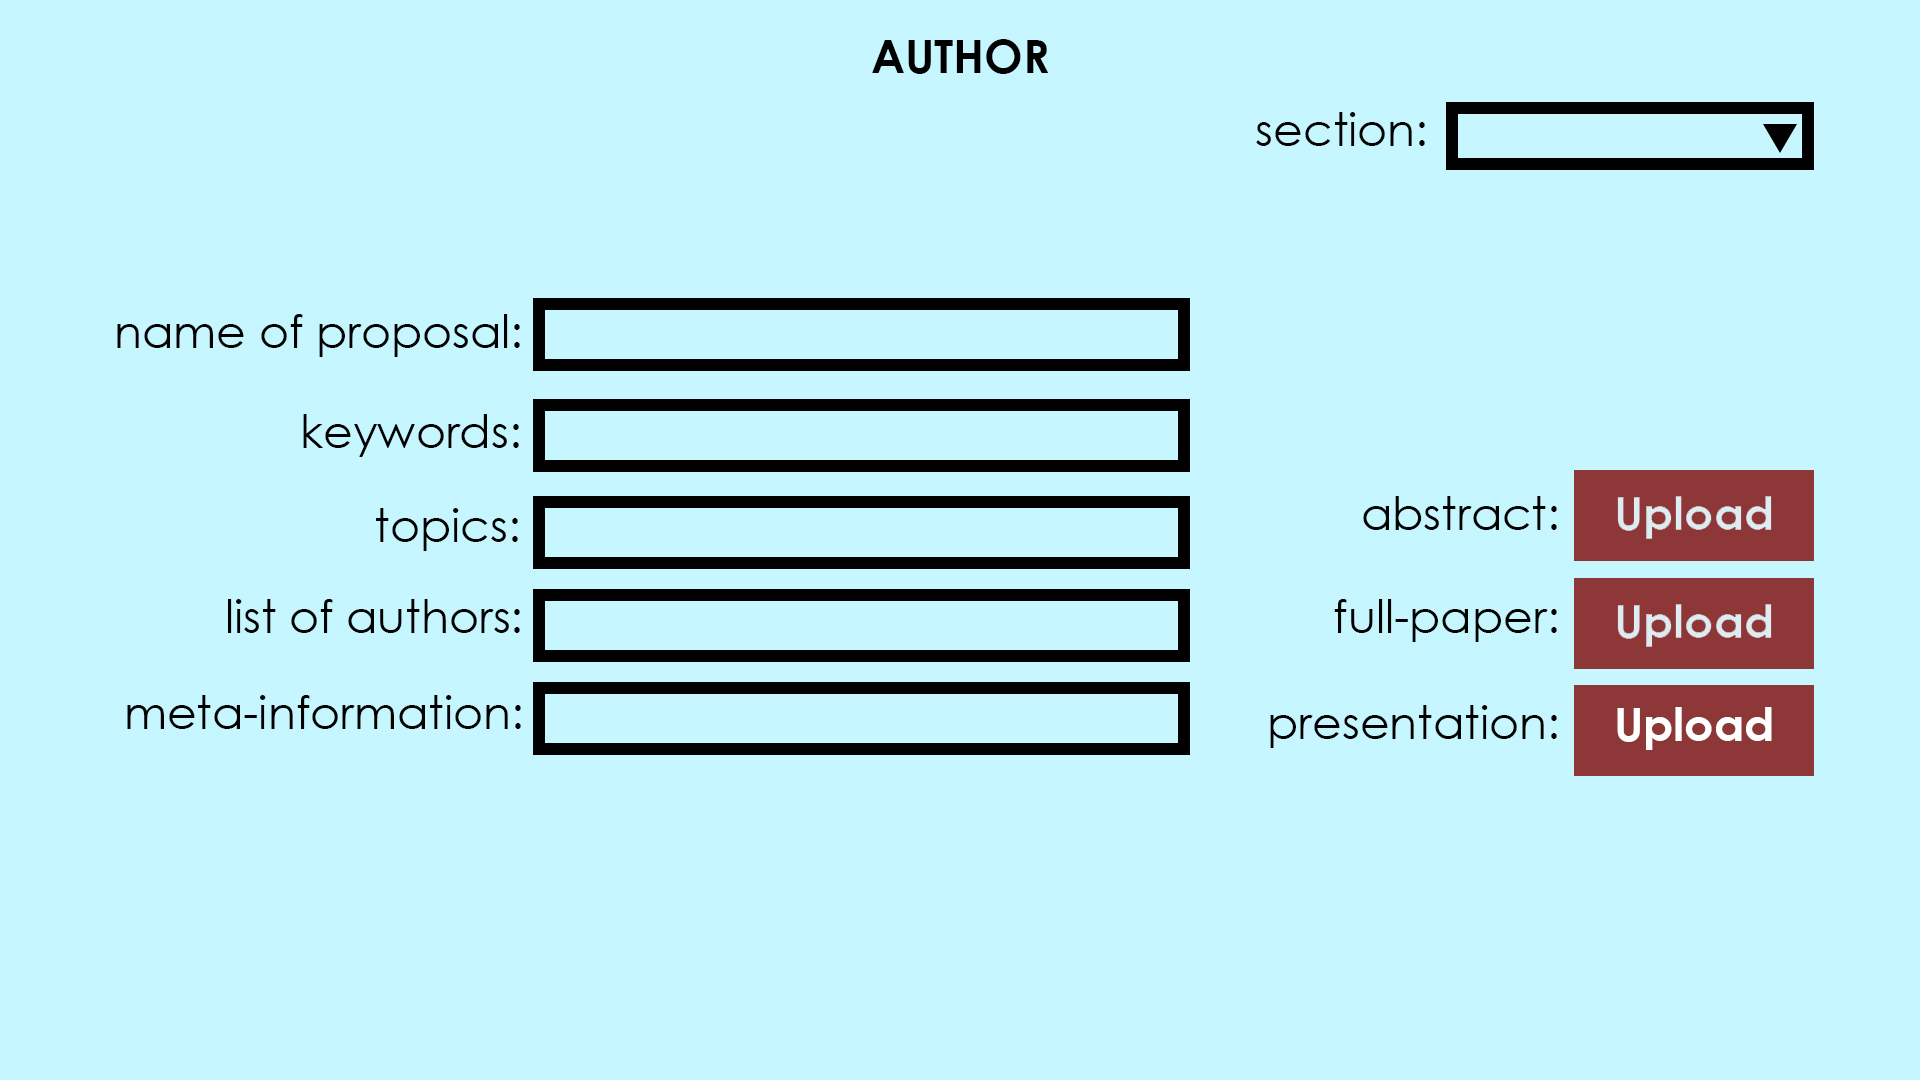 AUTHOR
section:
name of proposal:
keywords:
topics:
list of authors:
meta-information:
abstract: Upload
full-paper: Upload
presentation: Upload